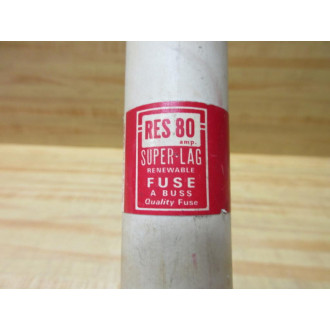 RES 80
amp.
SUPER-LAG
RENEWABLE
FUSE
A BUSS
Quality Fuse